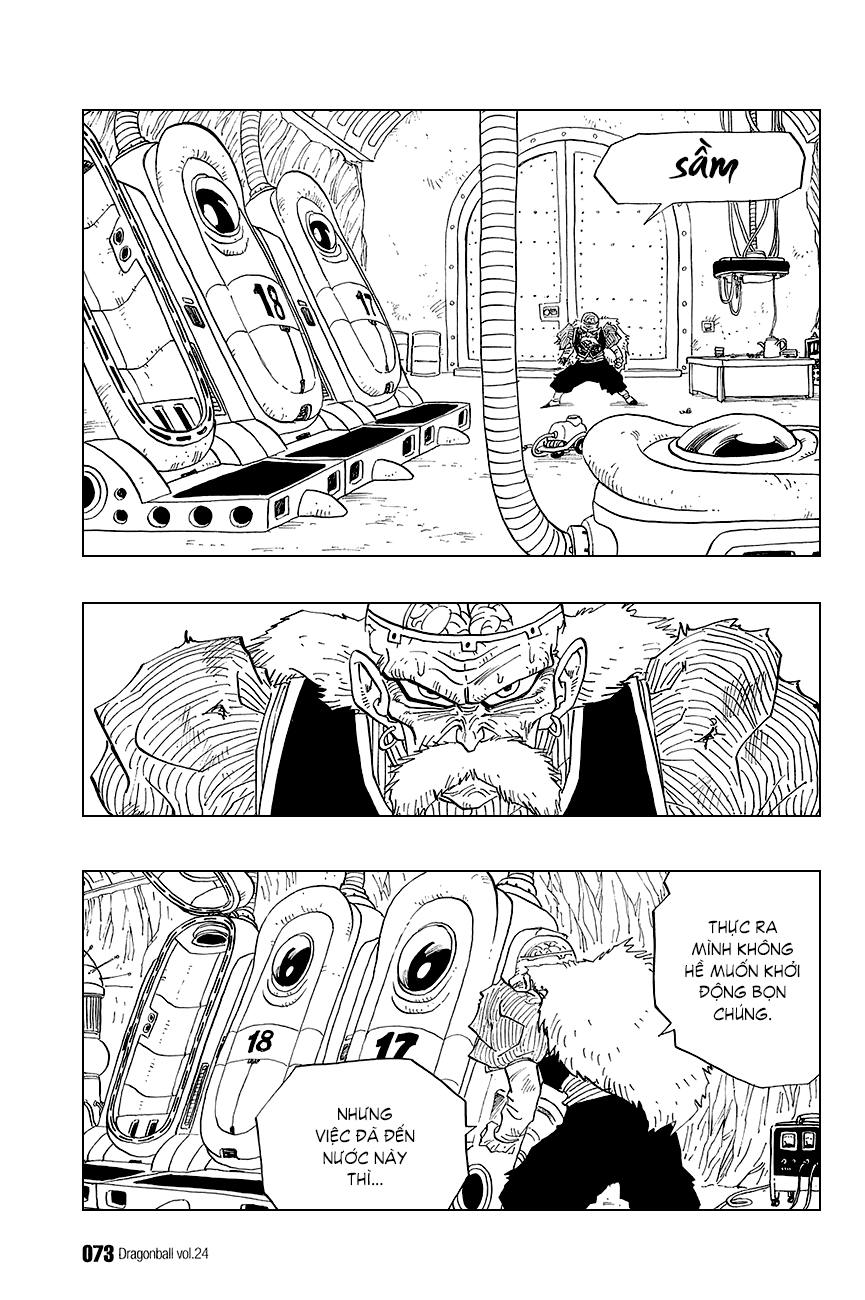 sầm
18
17
THỰC RA
MÌNH KHÔNG
HỀ MUỐN KHỞI
ĐỘNG BỌN
CHÚNG.
18
17
NHƯNG
VIỆC ĐÃ ĐẾN
NƯỚC NÀY
THÌ...
073 Dragonball vol.24